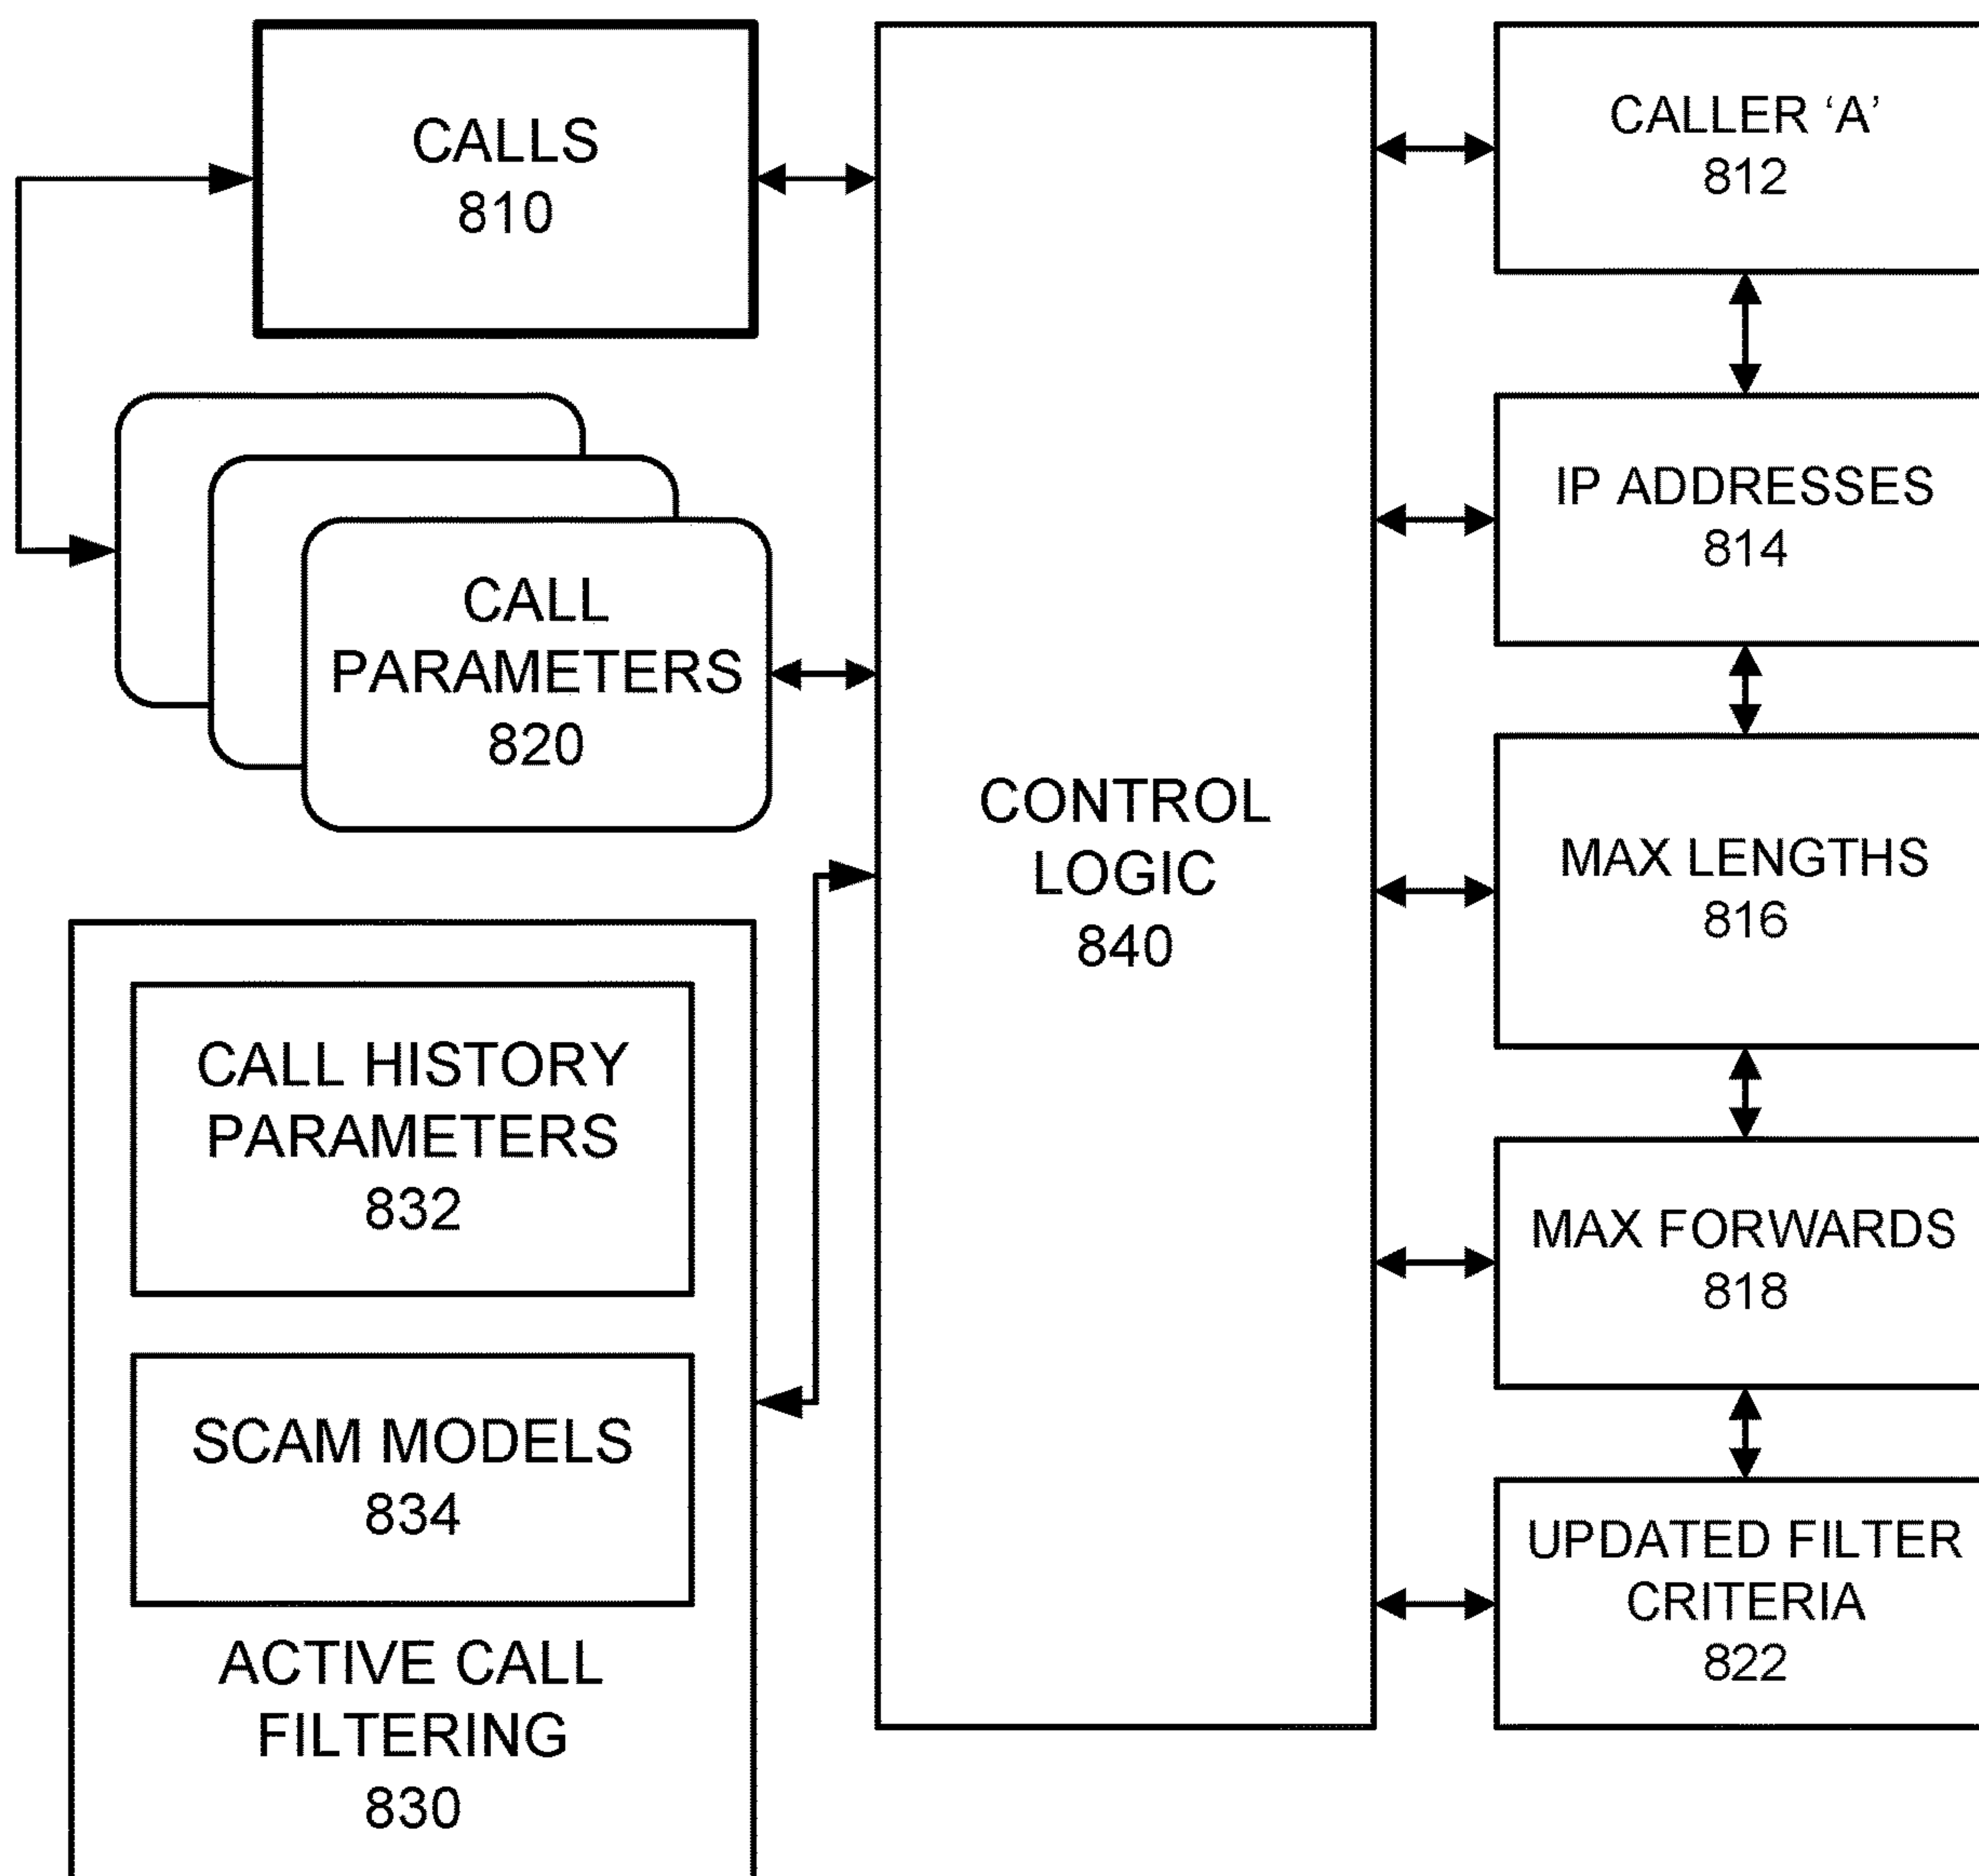 CALLS
810
CALL
PARAMETERS
820
CALL HISTORY
PARAMETERS
832
SCAM MODELS
834
ACTIVE CALL
FILTERING
830
CONTROL
LOGIC
840
CALLER ‘A’
812
IP ADDRESSES
814
MAX LENGTHS
816
MAX FORWARDS
818
UPDATED FILTER
CRITERIA
822